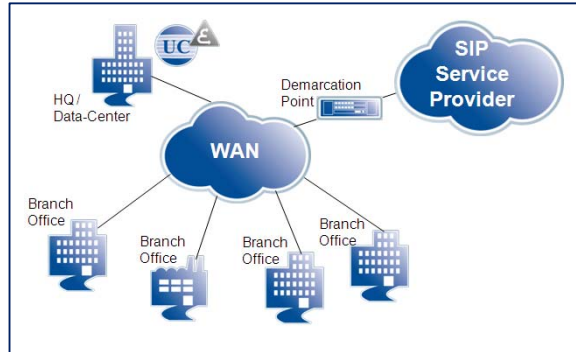 UC
ع
SIP
Service
Provider
Demarcation
Point
HQ /
Data-Center
WAN
Branch
Office
Branch
Office
Branch
Office
Branch
Office